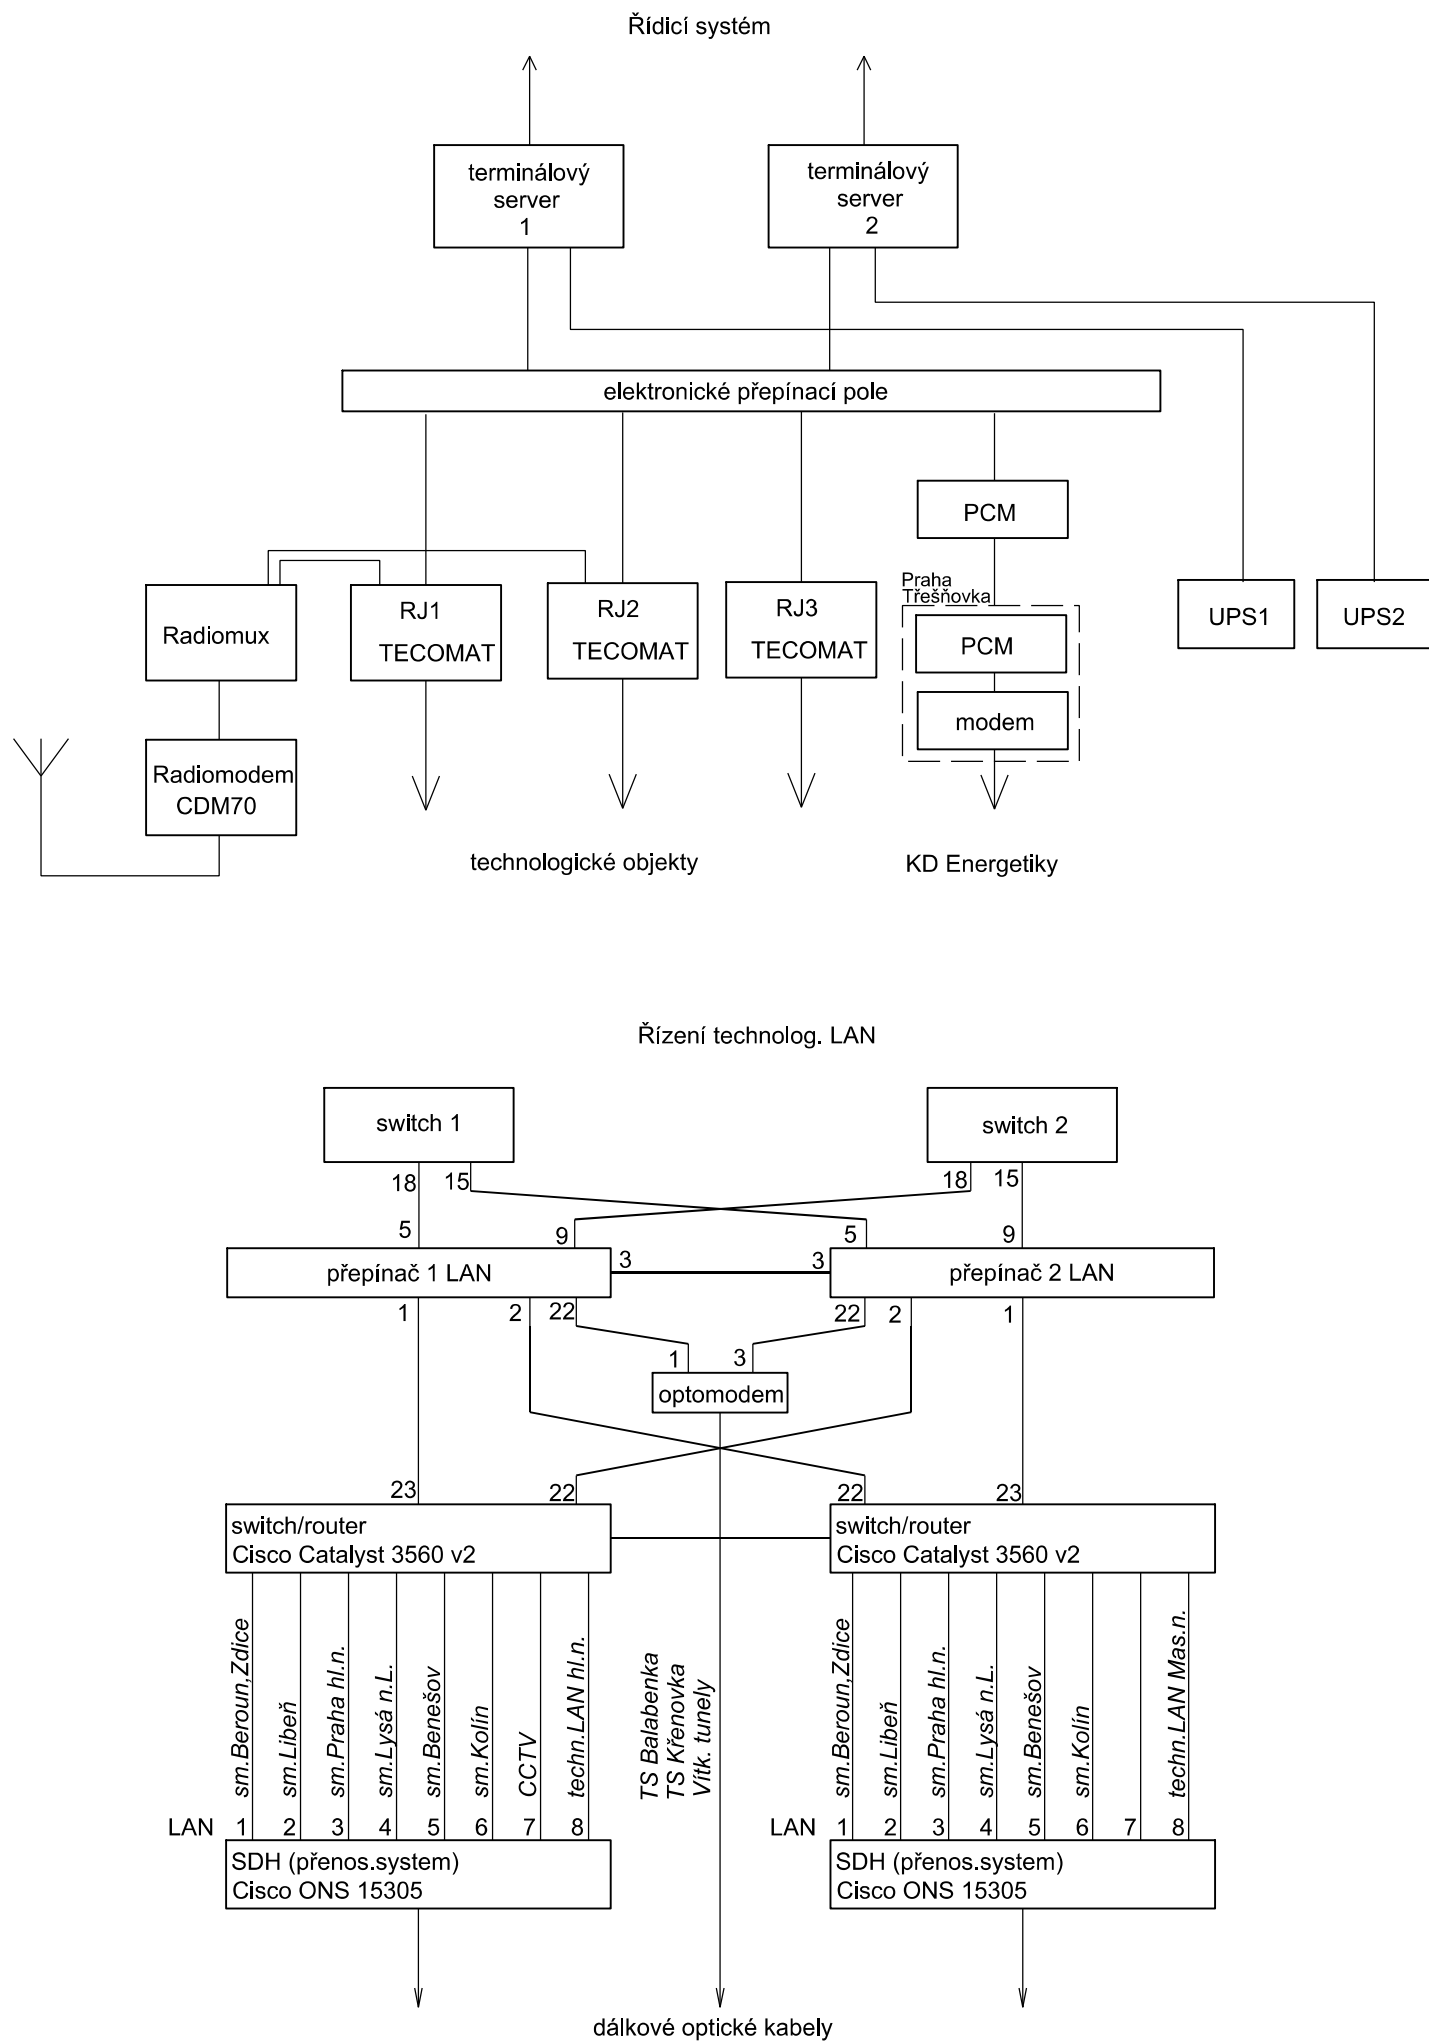 Řídicí systém
terminálový
server
1
terminálový
server
2
elektronické přepínací pole
PCM
Praha
Třešňovka
Radiomux
RJ1
TECOMAT
RJ2
TECOMAT
RJ3
TECOMAT
PCM
UPS1
UPS2
modem
Radiomodem
CDM70
technologické objekty
KD Energetiky
Řízení technolog. LAN
switch 1
switch 2
18
15
18
15
5
9
5
9
přepínač 1 LAN
3
3
přepínač 2 LAN
1
2
22
22
2
1
1
3
optomodem
23
22
22
23
switch/router
Cisco Catalyst 3560 v2
switch/router
Cisco Catalyst 3560 v2
sm.Beroun,Zdice
sm.Libeň
sm.Praha hl.n.
sm.Lysá n.L.
sm.Benešov
sm.Kolín
CCTV
techn.LAN hl.n.
TS Balabenka
TS Křenovka
Vítk. tunely
sm.Beroun,Zdice
sm.Libeň
sm.Praha hl.n.
sm.Lysá n.L.
sm.Benešov
sm.Kolín
techn.LAN Mas.n.
LAN 1 2 3 4 5 6 7 8
LAN 1 2 3 4 5 6 7 8
SDH (přenos.system)
Cisco ONS 15305
SDH (přenos.system)
Cisco ONS 15305
dálkové optické kabely